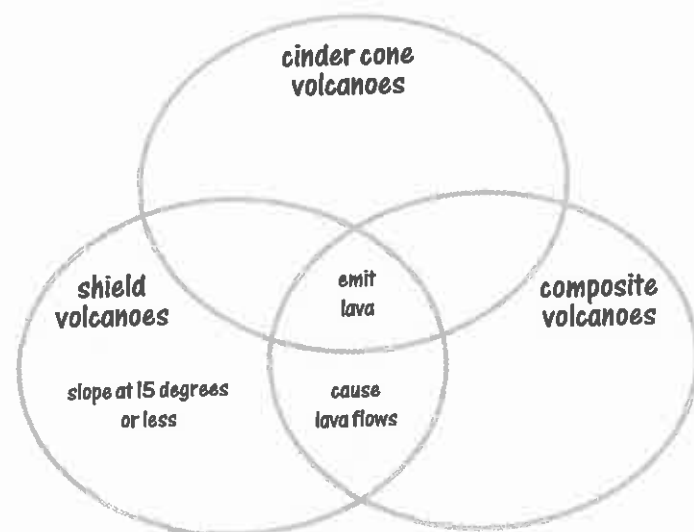 cinder cone
volcanoes
shield
volcanoes
emit
lava
composite
volcanoes
slope at 15 degrees
or less
cause
lava flows